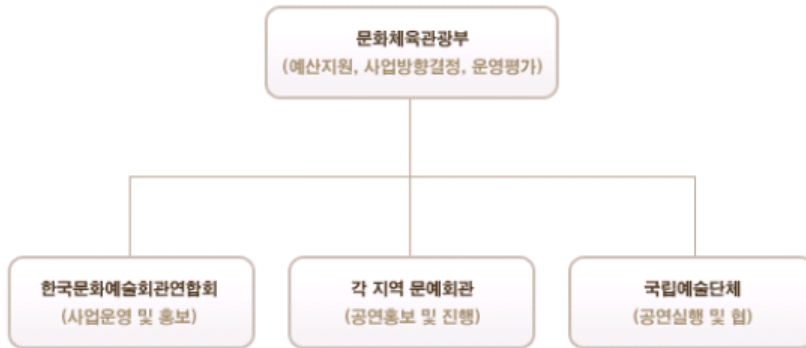 문화체육관광부
(예산지원, 사업방향결정, 운영평가)
한국문화예술회관연합회
(사업운영 및 홍보)
각 지역 문예회관
(공연홍보 및 진행)
국립예술단체
(공연실행 및 협)